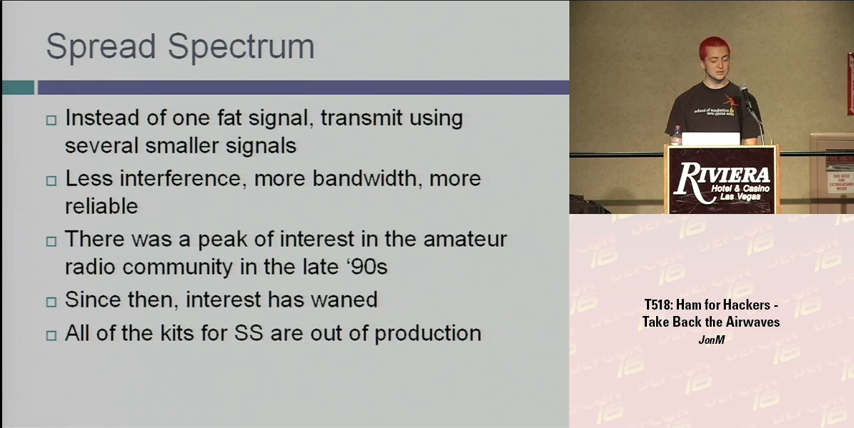 Spread Spectrum
Instead of one fat signal, transmit using
several smaller signals
Less interference, more bandwidth, more
reliable
There was a peak of interest in the amateur
radio community in the late ‘90s
Since then, interest has waned
All of the kits for SS are out of production
RIVIERA
Hotel & Casino
Las Vegas
T518: Ham for Hackers -
Take Back the Airwaves
JonM
DEFCON
16